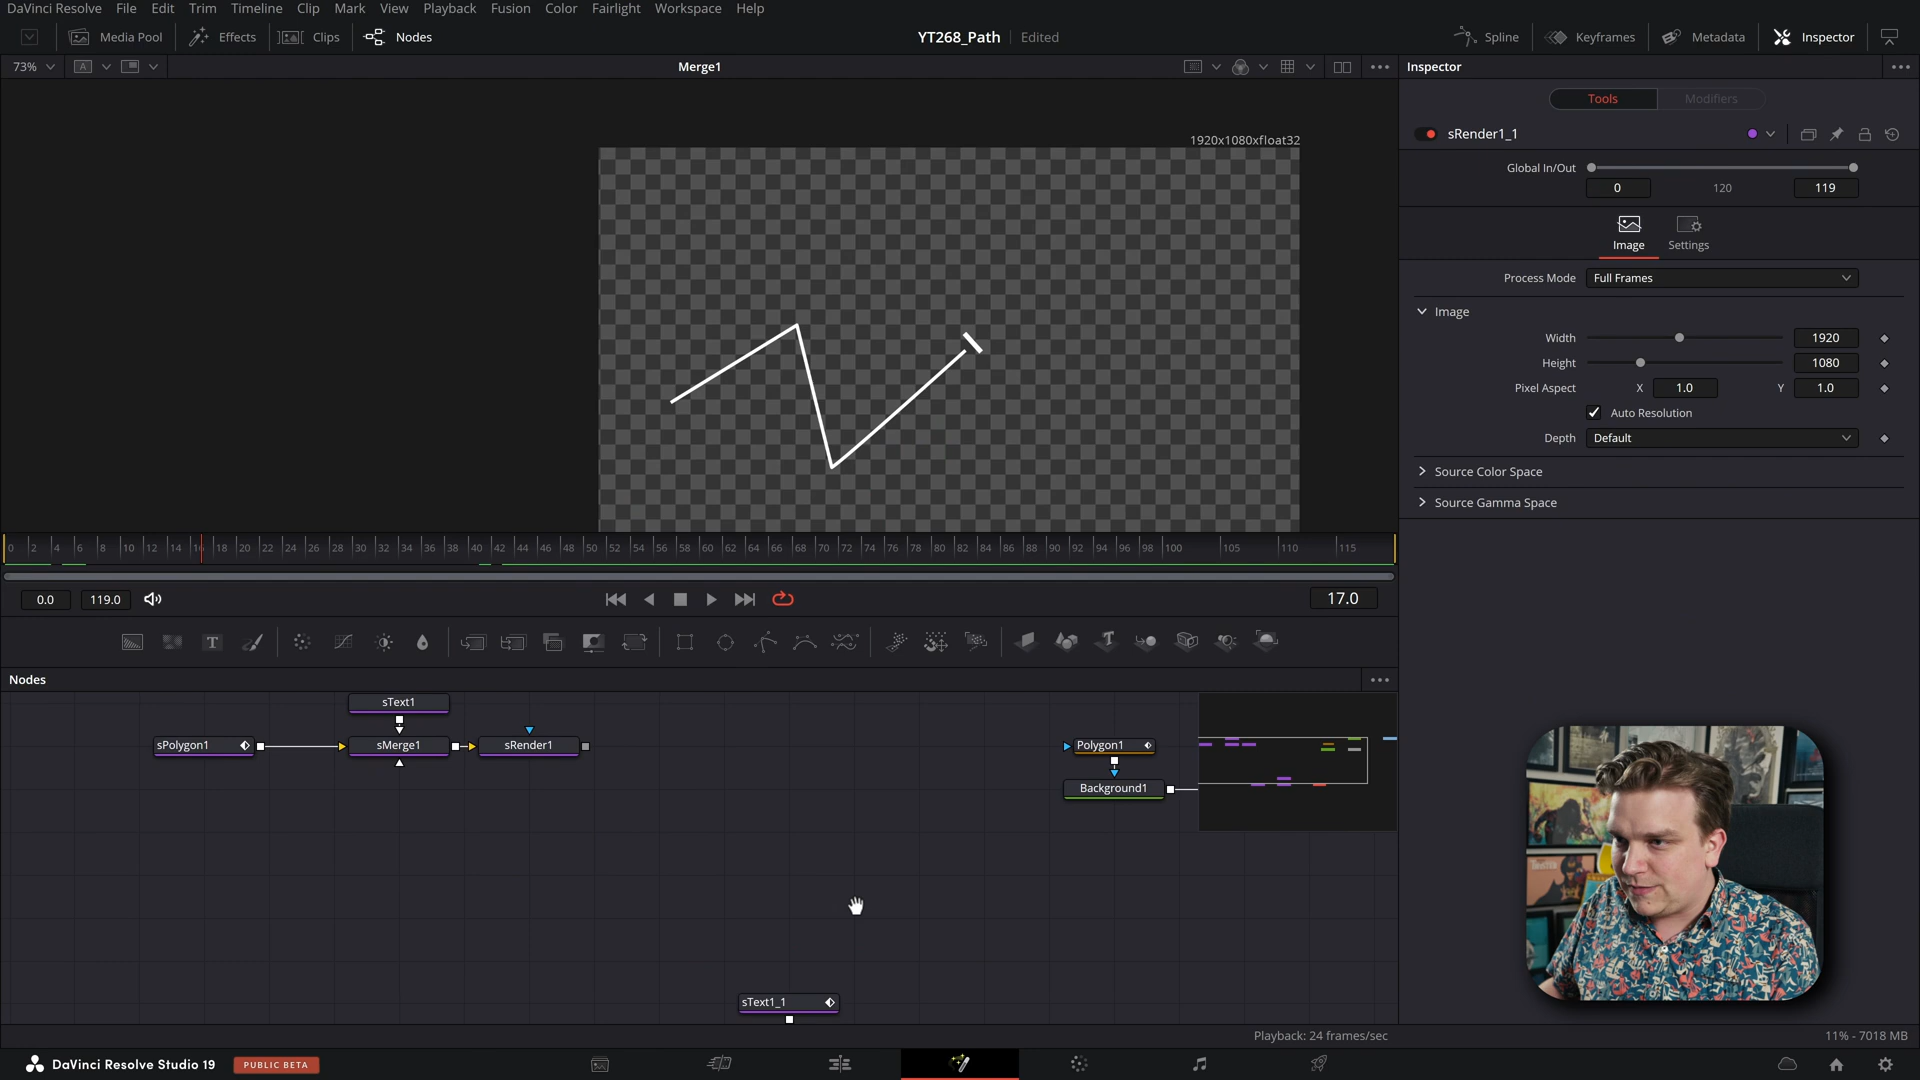 DaVinci Resolve File Edit Trim Timeline Clip Mark View Playback Fusion Color Fairlight Workspace Help
Media Pool Effects Clips Nodes YT268_Path Edited Spline Keyframes Metadata Inspector
73% A Merge1 Inspector
Tools Modifiers
sRender1_1
1920x1080xfloat32
Global In/Out
0 120 119
Image Settings
Process Mode Full Frames
Image
Width 1920
Height 1080
Pixel Aspect X 1.0 Y 1.0
Auto Resolution
Depth Default
Source Color Space
Source Gamma Space
0 2 4 6 8 10 12 14 16 18 20 22 24 26 28 30 32 34 36 38 40 42 44 46 48 50 52 54 56 58 60 62 64 66 68 70 72 74 76 78 80 82 84 86 88 90 92 94 96 98 100 105 110 115
0.0 119.0 17.0
T T
Nodes
sText1
sPolygon1 sMerge1 sRender1 Polygon1
Background1
sText1_1
Playback: 24 frames/sec 11% - 7018 MB
DaVinci Resolve Studio 19 PUBLIC BETA